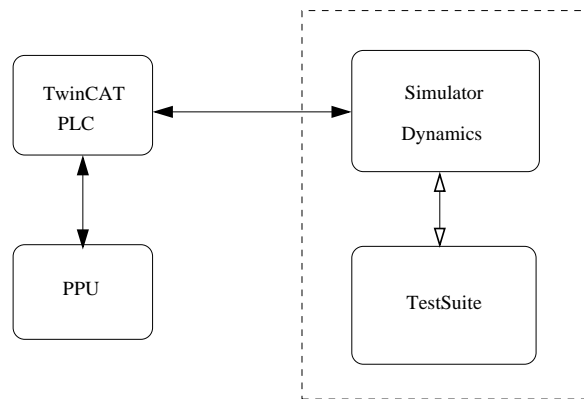 TwinCAT
PLC
Simulator
Dynamics
PPU
TestSuite